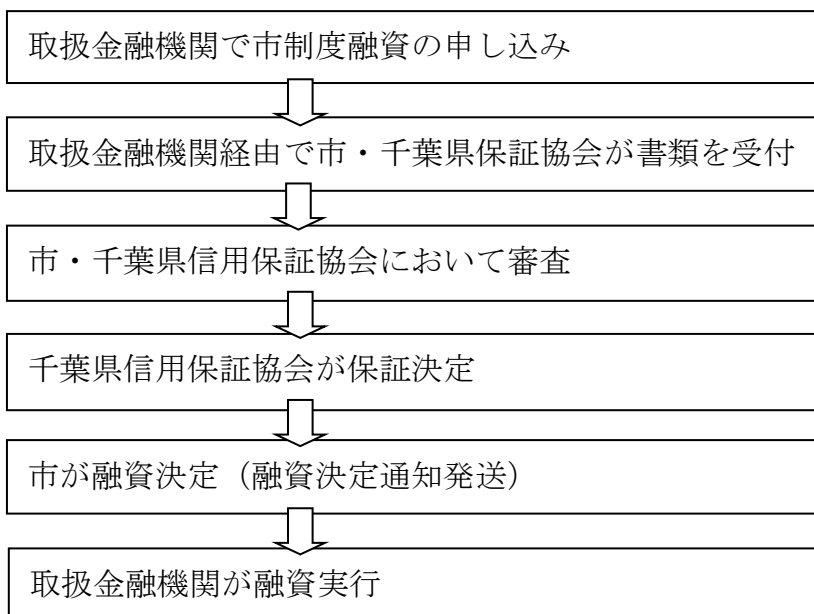 取扱金融機関で市制度融資の申し込み
取扱金融機関経由で市・千葉県保証協会が書類を受付
市・千葉県信用保証協会において審査
千葉県信用保証協会が保証決定
市が融資決定（融資決定通知発送）
取扱金融機関が融資実行